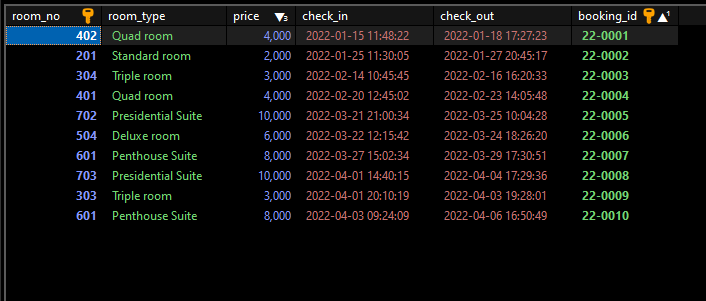 room_no room_type price 3 check_in check_out booking_id 1
402 Quad room 4,000 2022-01-15 11:48:22 2022-01-18 17:27:23 22-0001
201 Standard room 2,000 2022-01-25 11:30:05 2022-01-27 20:45:17 22-0002
304 Triple room 3,000 2022-02-14 10:45:45 2022-02-16 16:20:33 22-0003
401 Quad room 4,000 2022-02-20 12:45:02 2022-02-23 14:05:48 22-0004
702 Presidential Suite 10,000 2022-03-21 21:00:34 2022-03-25 10:04:28 22-0005
504 Deluxe room 6,000 2022-03-22 12:15:42 2022-03-24 18:26:20 22-0006
601 Penthouse Suite 8,000 2022-03-27 15:02:34 2022-03-29 17:30:51 22-0007
703 Presidential Suite 10,000 2022-04-01 14:40:15 2022-04-04 17:29:36 22-0008
303 Triple room 3,000 2022-04-01 20:10:19 2022-04-03 19:28:01 22-0009
601 Penthouse Suite 8,000 2022-04-03 09:24:09 2022-04-06 16:50:49 22-0010